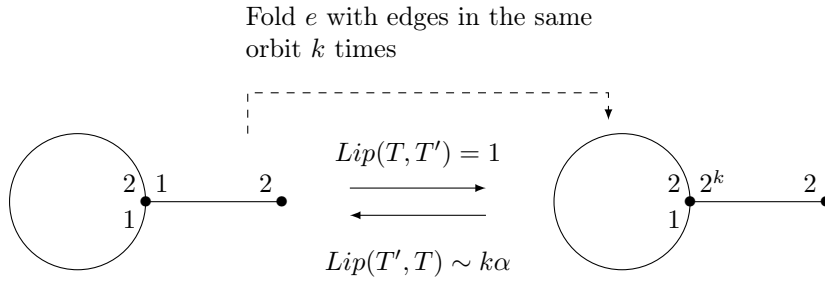 Fold e with edges in the same
orbit k times
Lip(T, T′) = 1
2 1 2
1
2 2^k 2
1
Lip(T′, T) ∼ kα